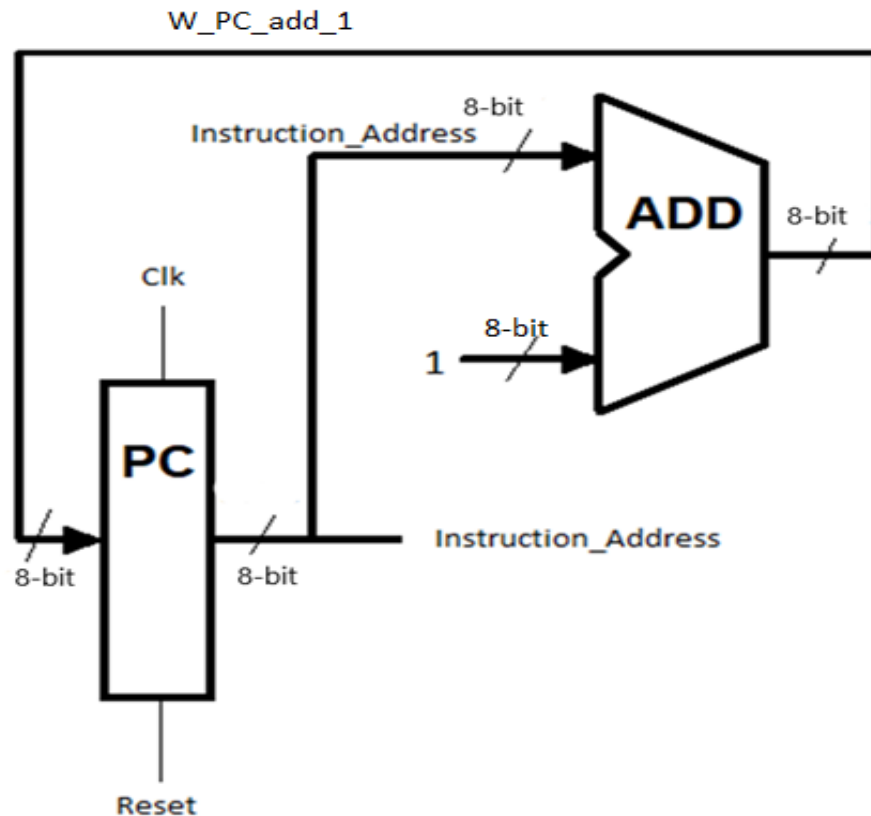 W_PC_add_1
8-bit
Instruction_Address
ADD
8-bit
Clk
8-bit
1
PC
Instruction_Address
8-bit
8-bit
Reset